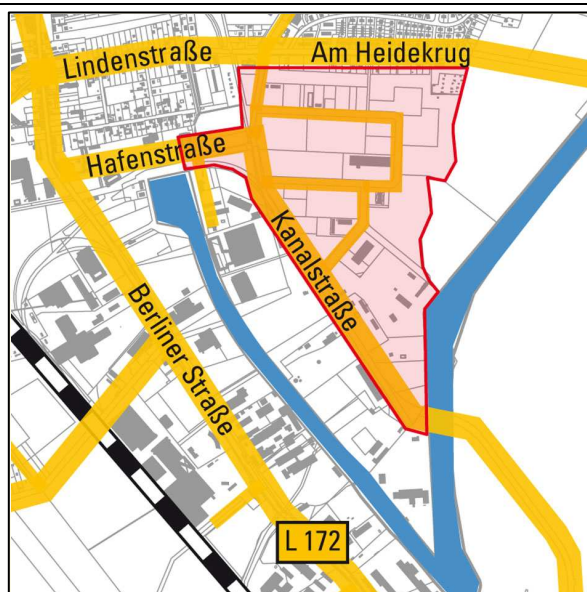 Lindenstraße
Am Heidekrug
Hafenstraße
Kanalstraße
Berliner Straße
L 172